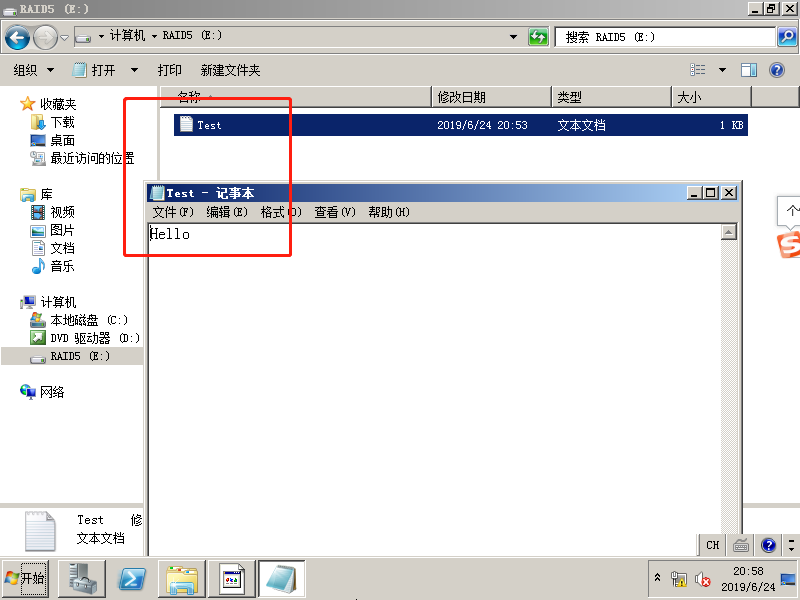 RAID5 (E:)
计算机 RAID5 (E:)
搜索 RAID5 (E:)
组织 打开 打印 新建文件夹
名称 修改日期 类型 大小
Test 2019/6/24 20:53 文本文档 1 KB
收藏夹
下载
桌面
最近访问的位置
库
视频
图片
文档
音乐
计算机
本地磁盘 (C:)
DVD 驱动器 (D:)
RAID5 (E:)
网络
Test - 记事本
文件(F) 编辑(E) 格式(O) 查看(V) 帮助(H)
Hello
个
Test 修
文本文档
CH
开始
20:58
2019/6/24